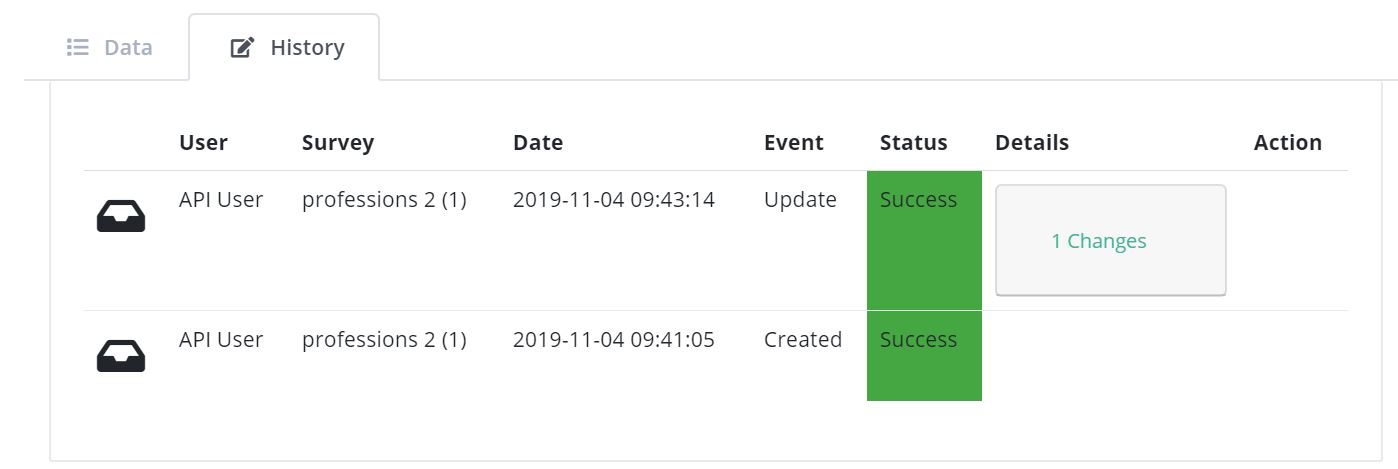 Data History
User Survey Date Event Status Details Action
API User professions 2 (1) 2019-11-04 09:43:14 Update Success
1 Changes
API User professions 2 (1) 2019-11-04 09:41:05 Created Success